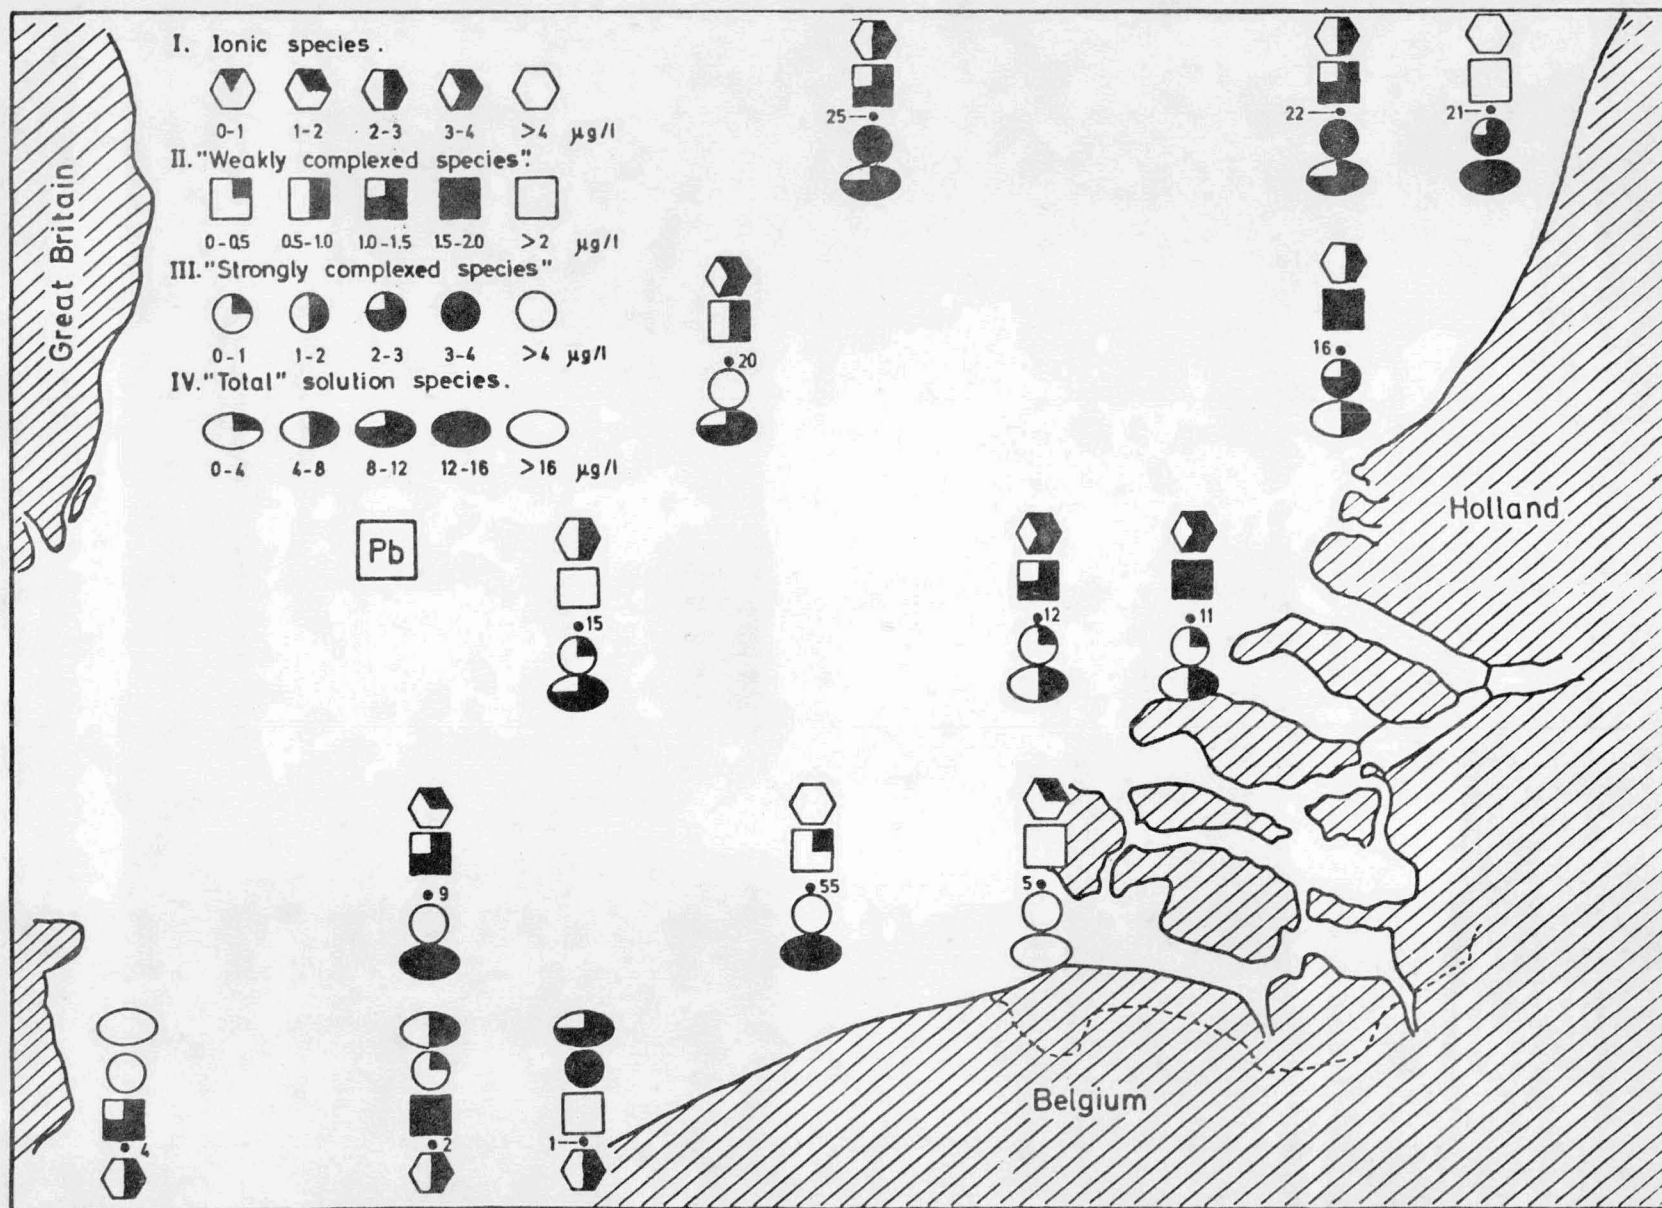 I. Ionic species.
0-1 1-2 2-3 3-4 >4 µg/l
II. "Weakly complexed species".
0-0.5 0.5-1.0 1.0-1.5 1.5-2.0 >2 µg/l
III. "Strongly complexed species"
0-1 1-2 2-3 3-4 >4 µg/l
IV. "Total" solution species.
0-4 4-8 8-12 12-16 >16 µg/l
Great Britain
Pb
25
22
21
20
16
Holland
15
12
11
9
55
5
Belgium
4
2
1